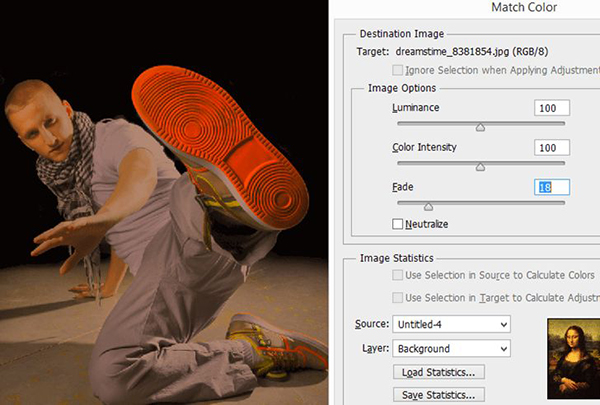 Match Color
Destination Image
Target: dreamstime_8381854.jpg (RGB/8)
Ignore Selection when Applying Adjustment
Image Options
Luminance 100
Color Intensity 100
Fade 18
Neutralize
Image Statistics
Use Selection in Source to Calculate Colors
Use Selection in Target to Calculate Adjustm
Source: Untitled-4
Layer: Background
Load Statistics...
Save Statistics...